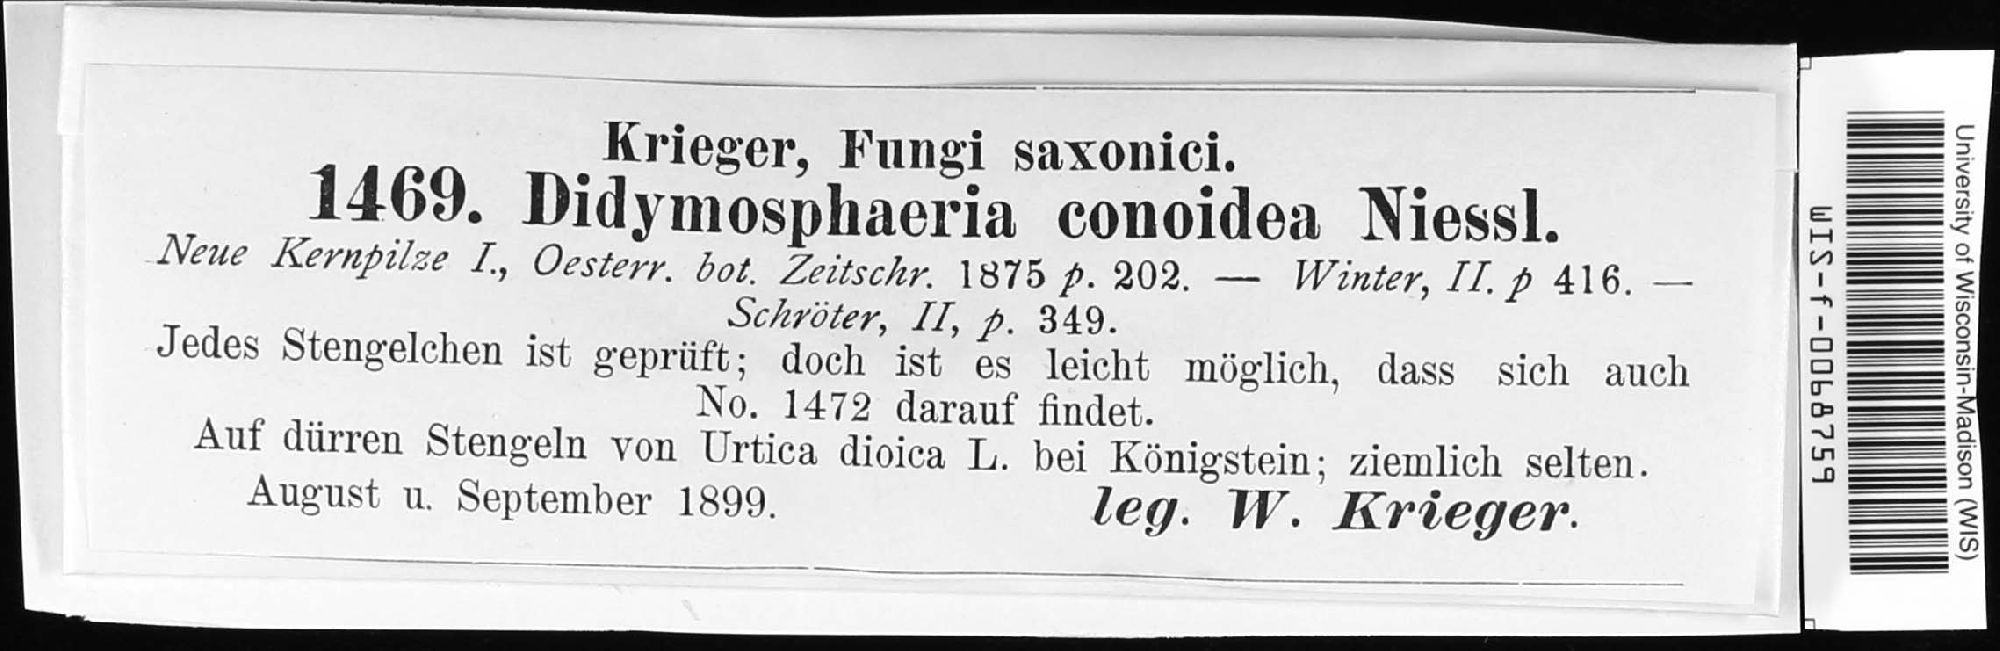 Krieger, Fungi saxonici.
1469. Didymosphaeria conoidea Niessl.
Neue Kernpilze I., Oesterr. bot. Zeitschr. 1875 p. 202. — Winter, II. p 416. —
Schröter, II, p. 349.
Jedes Stengelchen ist geprüft; doch ist es leicht möglich, dass sich auch
No. 1472 darauf findet.
Auf dürren Stengeln von Urtica dioica L. bei Königstein; ziemlich selten.
August u. September 1899. leg. W. Krieger.
University of Wisconsin-Madison (WIS)
WIS-f-0068759